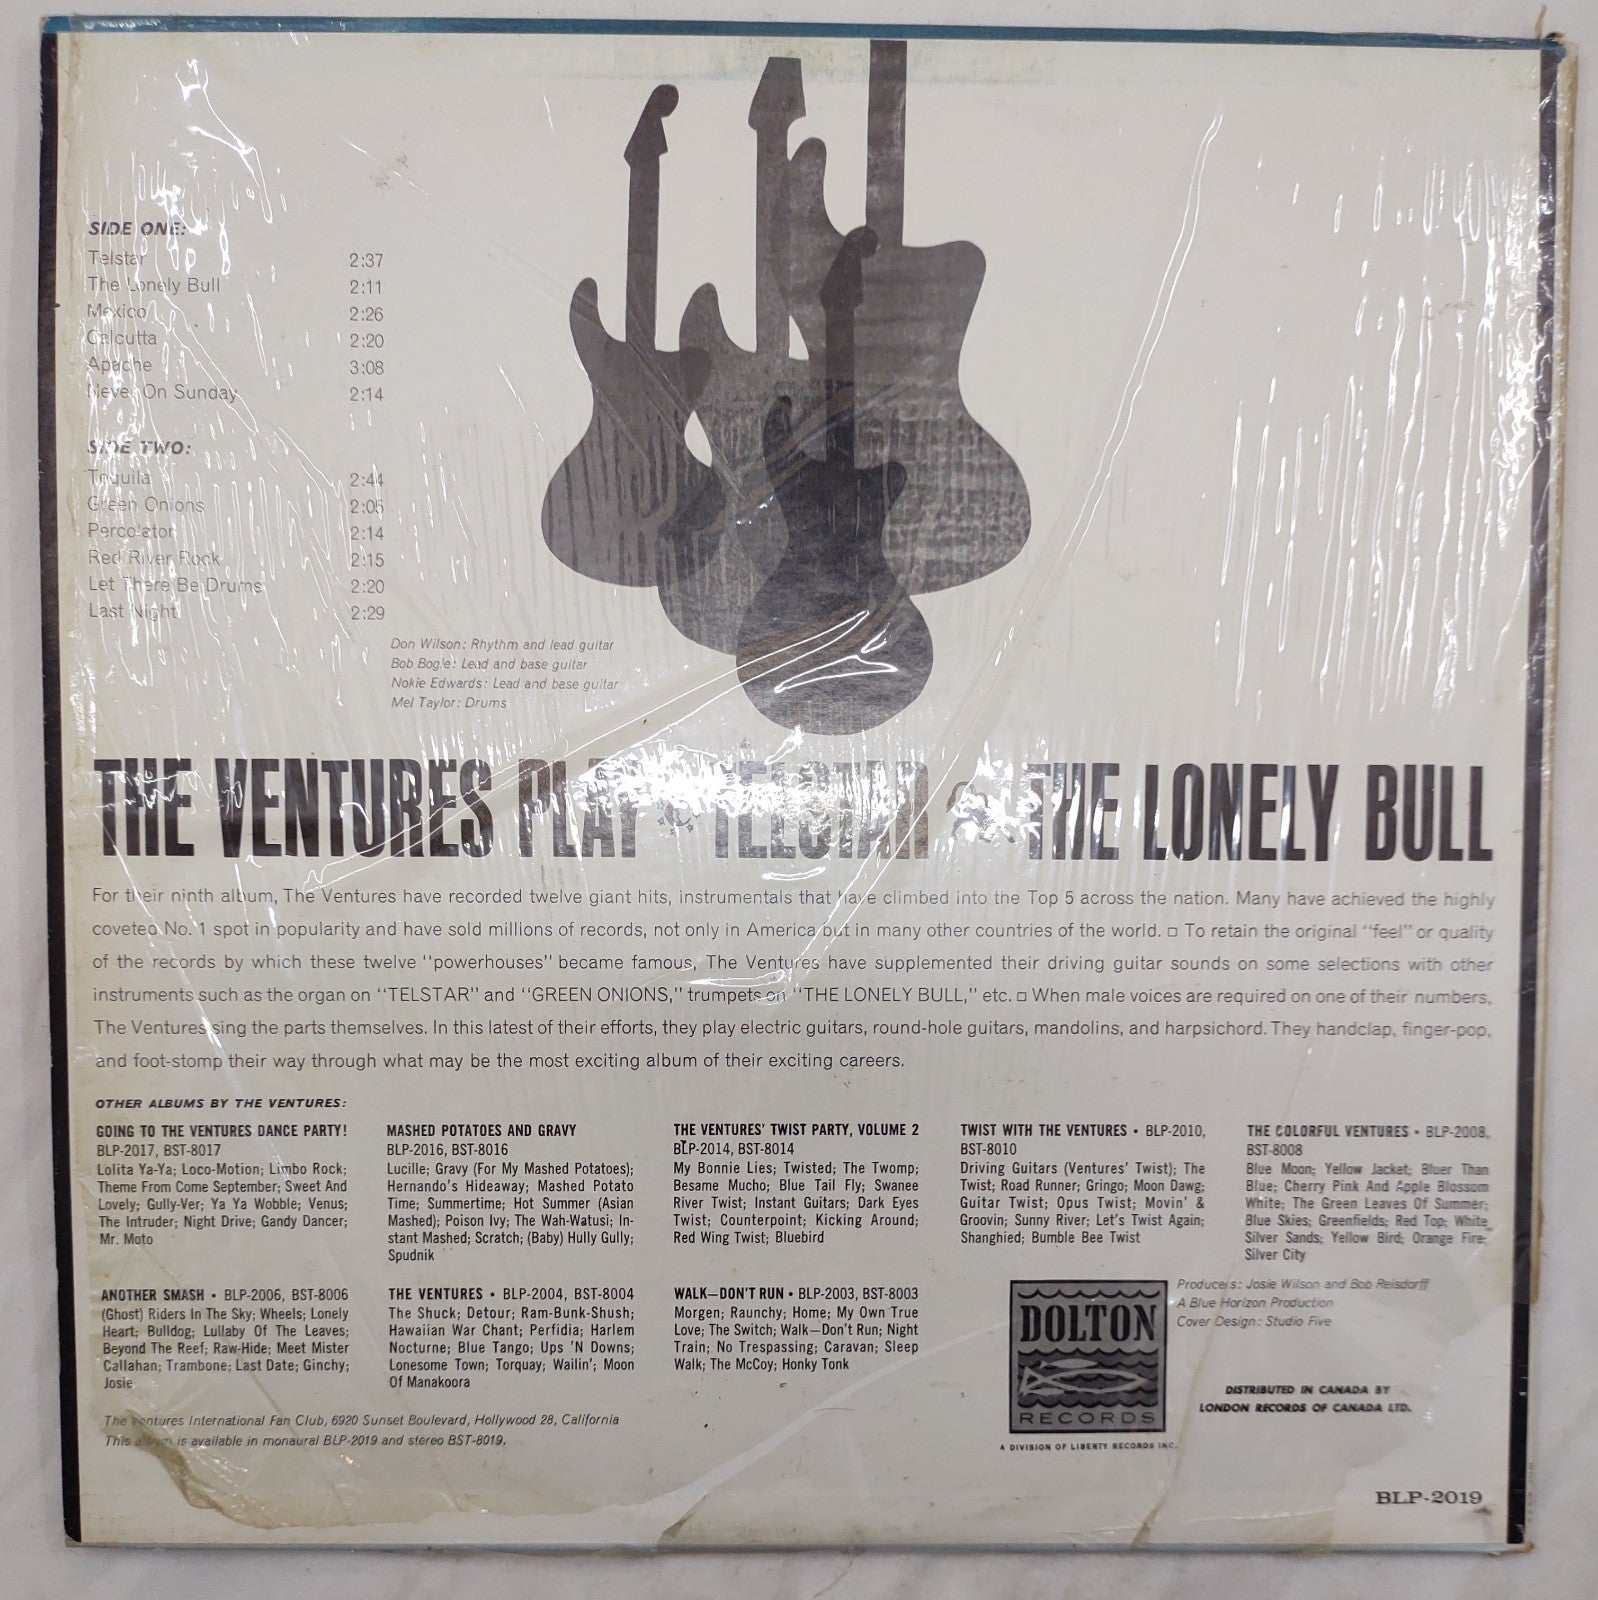 SIDE ONE:
Telstar 2:37
The Lonely Bull 2:11
Mexico 2:26
Calcutta 2:20
Apache 3:08
Never On Sunday 2:14
SIDE TWO:
Tequila 2:44
Green Onions 2:05
Percolator 2:14
Red River Rock 2:15
Let There Be Drums 2:20
Last Night 2:29
Don Wilson: Rhythm and lead guitar
Bob Bogle: Lead and base guitar
Nokie Edwards: Lead and base guitar
Mel Taylor: Drums
THE VENTURES PLAY TELSTAR THE LONELY BULL
For their ninth album, The Ventures have recorded twelve giant hits, instrumentals that have climbed into the Top 5 across the nation. Many have achieved the highly
coveted No. 1 spot in popularity and have sold millions of records, not only in America but in many other countries of the world. □ To retain the original "feel" or quality
of the records by which these twelve "powerhouses" became famous, The Ventures have supplemented their driving guitar sounds on some selections with other
instruments such as the organ on "TELSTAR" and "GREEN ONIONS," trumpets on "THE LONELY BULL," etc. □ When male voices are required on one of their numbers,
The Ventures sing the parts themselves. In this latest of their efforts, they play electric guitars, round-hole guitars, mandolins, and harpsichord. They handclap, finger-pop,
and foot-stomp their way through what may be the most exciting album of their exciting careers.
OTHER ALBUMS BY THE VENTURES:
GOING TO THE VENTURES DANCE PARTY!
BLP-2017, BST-8017
Lolita Ya-Ya; Loco-Motion; Limbo Rock;
Theme From Come September; Sweet And
Lovely; Gully-Ver; Ya Ya Wobble; Venus;
The Intruder; Night Drive; Gandy Dancer;
Mr. Moto
MASHED POTATOES AND GRAVY
BLP-2016, BST-8016
Lucille; Gravy (For My Mashed Potatoes);
Hernando's Hideaway; Mashed Potato
Time; Summertime; Hot Summer (Asian
Mashed); Poison Ivy; The Wah-Watusi; In-
stant Mashed; Scratch; (Baby) Hully Gully;
Spudnik
THE VENTURES' TWIST PARTY, VOLUME 2
BLP-2014, BST-8014
My Bonnie Lies; Twisted; The Twomp;
Besame Mucho; Blue Tail Fly; Swanee
River Twist; Instant Guitars; Dark Eyes
Twist; Counterpoint; Kicking Around;
Red Wing Twist; Bluebird
TWIST WITH THE VENTURES • BLP-2010,
BST-8010
Driving Guitars (Ventures' Twist); The
Twist; Road Runner; Gringo; Moon Dawg;
Guitar Twist; Opus Twist; Movin' &
Groovin; Sunny River; Let's Twist Again;
Shanghied; Bumble Bee Twist
THE COLORFUL VENTURES • BLP-2008,
BST-8008
Blue Moon; Yellow Jacket; Bluer Than
Blue; Cherry Pink And Apple Blossom
White; The Green Leaves Of Summer;
Blue Skies; Greenfields; Red Top; White
Silver Sands; Yellow Bird; Orange Fire;
Silver City
ANOTHER SMASH • BLP-2006, BST-8006
(Ghost) Riders In The Sky; Wheels; Lonely
Heart; Bulldog; Lullaby Of The Leaves;
Beyond The Reef; Raw-Hide; Meet Mister
Callahan; Trambone; Last Date; Ginchy;
Josie
THE VENTURES • BLP-2004, BST-8004
The Shuck; Detour; Ram-Bunk-Shush;
Hawaiian War Chant; Perfidia; Harlem
Nocturne; Blue Tango; Ups 'N Downs;
Lonesome Town; Torquay; Wailin'; Moon
Of Manakoora
WALK—DON'T RUN • BLP-2003, BST-8003
Morgen; Raunchy; Home; My Own True
Love; The Switch; Walk—Don't Run; Night
Train; No Trespassing; Caravan; Sleep
Walk; The McCoy; Honky Tonk
DOLTON
RECORDS
A DIVISION OF LIBERTY RECORDS INC.
Producers: Josie Wilson and Bob Reisdorff
A Blue Horizon Production
Cover Design: Studio Five
DISTRIBUTED IN CANADA BY
LONDON RECORDS OF CANADA LTD.
The Ventures International Fan Club, 6920 Sunset Boulevard, Hollywood 28, California
This album is available in monaural BLP-2019 and stereo BST-8019.
BLP-2019